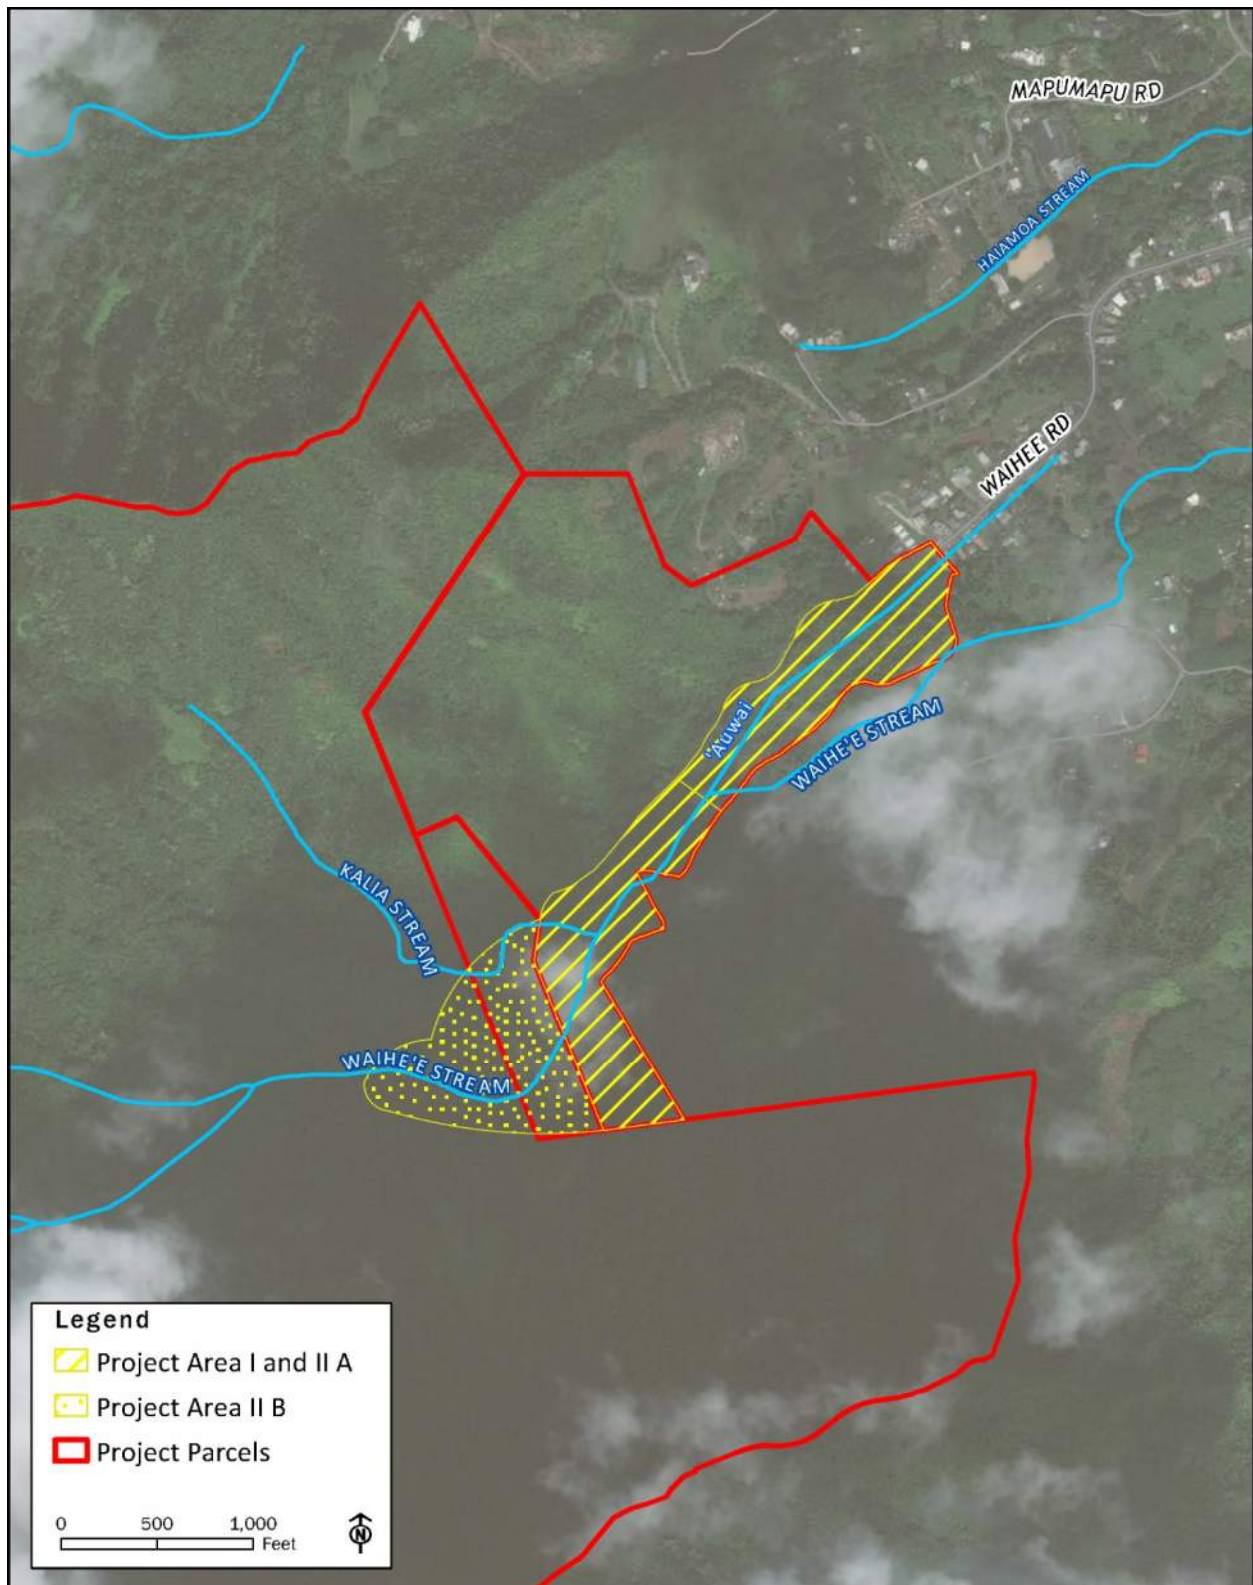 MAPUMAPU RD
HAIAMOA STREAM
WAIHEE RD
'Auwai
WAIHE'E STREAM
KALIA STREAM
WAIHE'E STREAM
Legend
Project Area I and II A
Project Area II B
Project Parcels
0 500 1,000
Feet
N